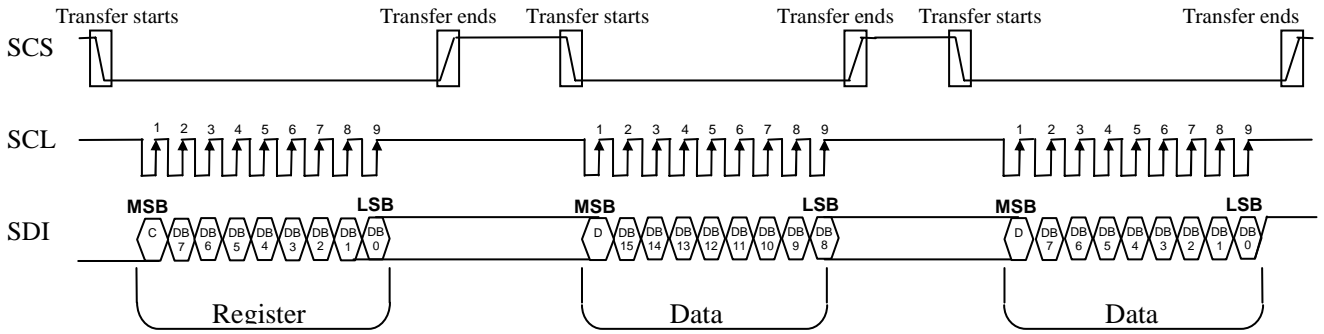 Transfer starts Transfer ends Transfer starts Transfer ends Transfer starts Transfer ends
SCS
SCL 1 2 3 4 5 6 7 8 9 1 2 3 4 5 6 7 8 9 1 2 3 4 5 6 7 8 9
MSB LSB MSB LSB MSB LSB
SDI C DB7 DB6 DB5 DB4 DB3 DB2 DB1 DB0 D DB15 DB14 DB13 DB12 DB11 DB10 DB9 DB8 D DB7 DB6 DB5 DB4 DB3 DB2 DB1 DB0
Register Data Data